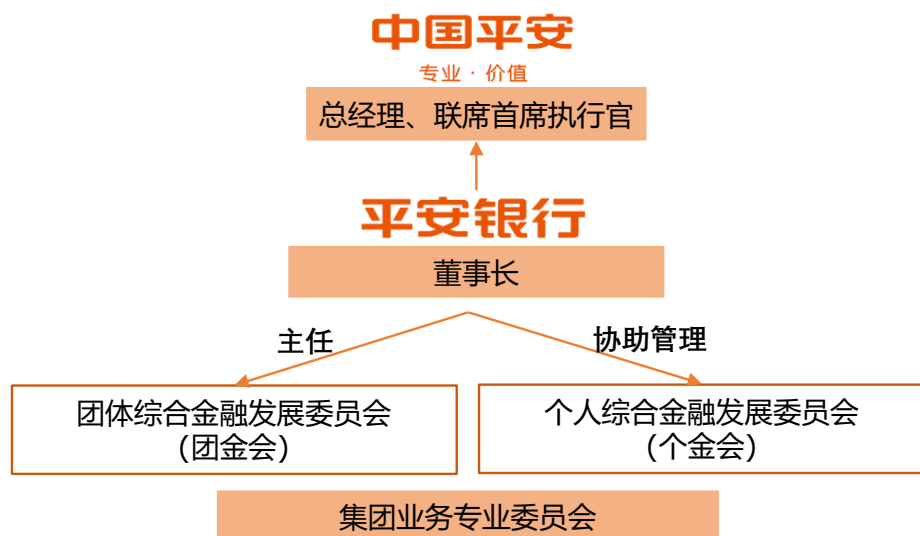 中国平安
专业·价值
总经理、联席首席执行官
平安银行
董事长
主任
协助管理
团体综合金融发展委员会
（团金会）
个人综合金融发展委员会
（个金会）
集团业务专业委员会